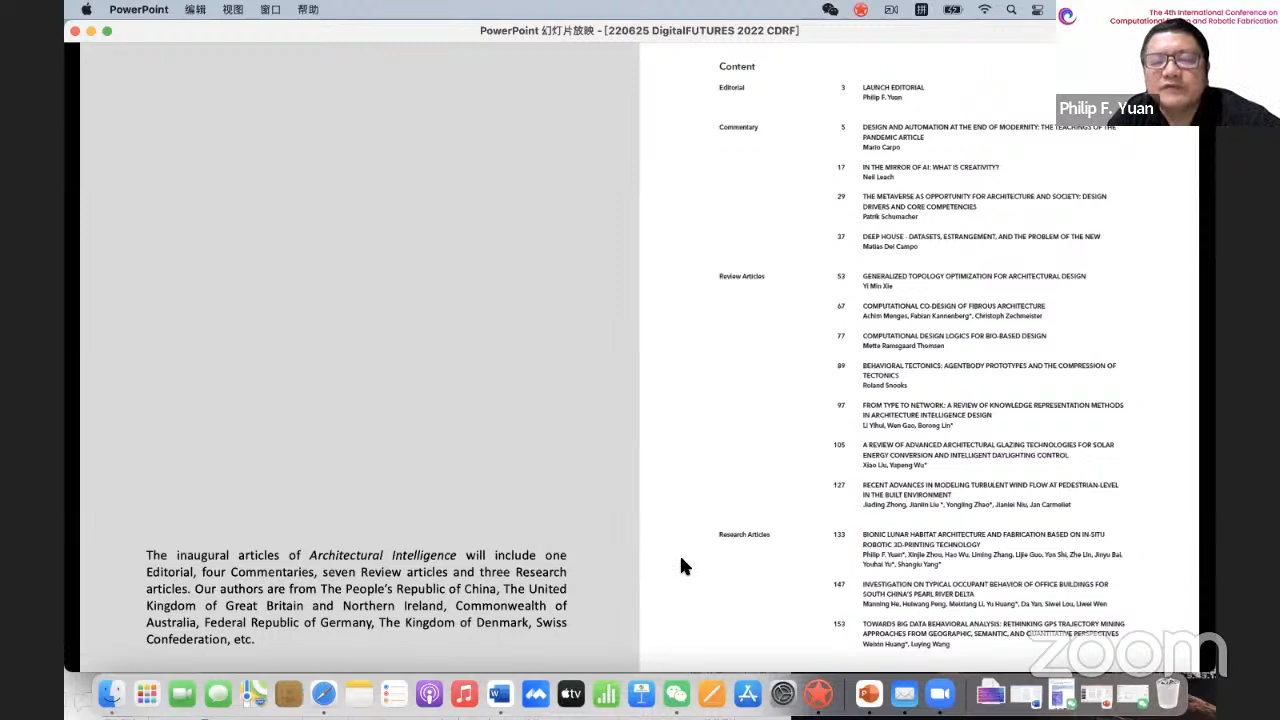 PowerPoint 编辑 视图 窗口 帮助
The 4th International Conference on
Computational Design and Robotic Fabrication
PowerPoint 幻灯片放映 - [220625 DigitalFUTURES 2022 CDRF]
Philip F. Yuan
Content
Editorial 3 LAUNCH EDITORIAL
Philip F. Yuan
Commentary 5 DESIGN AND AUTOMATION AT THE END OF MODERNITY: THE TEACHINGS OF THE
PANDEMIC ARTICLE
Mario Carpo
17 IN THE MIRROR OF AI: WHAT IS CREATIVITY?
Neil Leach
29 THE METAVERSE AS OPPORTUNITY FOR ARCHITECTURE AND SOCIETY: DESIGN
DRIVERS AND CORE COMPETENCIES
Patrik Schumacher
37 DEEP HOUSE - DATASETS, ESTRANGEMENT, AND THE PROBLEM OF THE NEW
Matias Del Campo
Review Articles 53 GENERALIZED TOPOLOGY OPTIMIZATION FOR ARCHITECTURAL DESIGN
Yi Min Xie
67 COMPUTATIONAL CO-DESIGN OF FIBROUS ARCHITECTURE
Achim Menges, Fabian Kannenberg*, Christoph Zechmeister
77 COMPUTATIONAL DESIGN LOGICS FOR BIO-BASED DESIGN
Mette Ramsgaard Thomsen
89 BEHAVIORAL TECTONICS: AGENTBODY PROTOTYPES AND THE COMPRESSION OF
TECTONICS
Roland Snooks
97 FROM TYPE TO NETWORK: A REVIEW OF KNOWLEDGE REPRESENTATION METHODS
IN ARCHITECTURE INTELLIGENCE DESIGN
Li Yihui, Wen Gao, Borong Lin*
105 A REVIEW OF ADVANCED ARCHITECTURAL GLAZING TECHNOLOGIES FOR SOLAR
ENERGY CONVERSION AND INTELLIGENT DAYLIGHTING CONTROL
Xiao Liu, Yupeng Wu*
127 RECENT ADVANCES IN MODELING TURBULENT WIND FLOW AT PEDESTRIAN-LEVEL
IN THE BUILT ENVIRONMENT
Jiading Zhong, Jianlin Liu *, Yongling Zhao*, Jianlei Niu, Jan Carmeliet
Research Articles 133 BIONIC LUNAR HABITAT ARCHITECTURE AND FABRICATION BASED ON IN-SITU
ROBOTIC 3D-PRINTING TECHNOLOGY
Philip F. Yuan*, Xinjie Zhou, Hao Wu, Liming Zhang, Lijie Guo, Yun Shi, Zhe Lin, Jinyu Bai,
Youhai Yu*, Shanglu Yang*
147 INVESTIGATION ON TYPICAL OCCUPANT BEHAVIOR OF OFFICE BUILDINGS FOR
SOUTH CHINA'S PEARL RIVER DELTA
Manning He, Huiwang Peng, Meixiang Li, Yu Huang*, Da Yan, Siwei Lou, Liwei Wen
153 TOWARDS BIG DATA BEHAVIORAL ANALYSIS: RETHINKING GPS TRAJECTORY MINING
APPROACHES FROM GEOGRAPHIC, SEMANTIC, AND QUANTITATIVE PERSPECTIVES
Weixin Huang*, Luying Wang
The inaugural articles of Architectural Intelligence will include one
Editorial, four Commentaries, seven Review articles and three Research
articles. Our authors are from The People's Republic of China, the United
Kingdom of Great Britain and Northern Ireland, Commonwealth of
Australia, Federal Republic of Germany, Kingdom of Denmark, Swiss
Confederation, etc.
zoom
tv